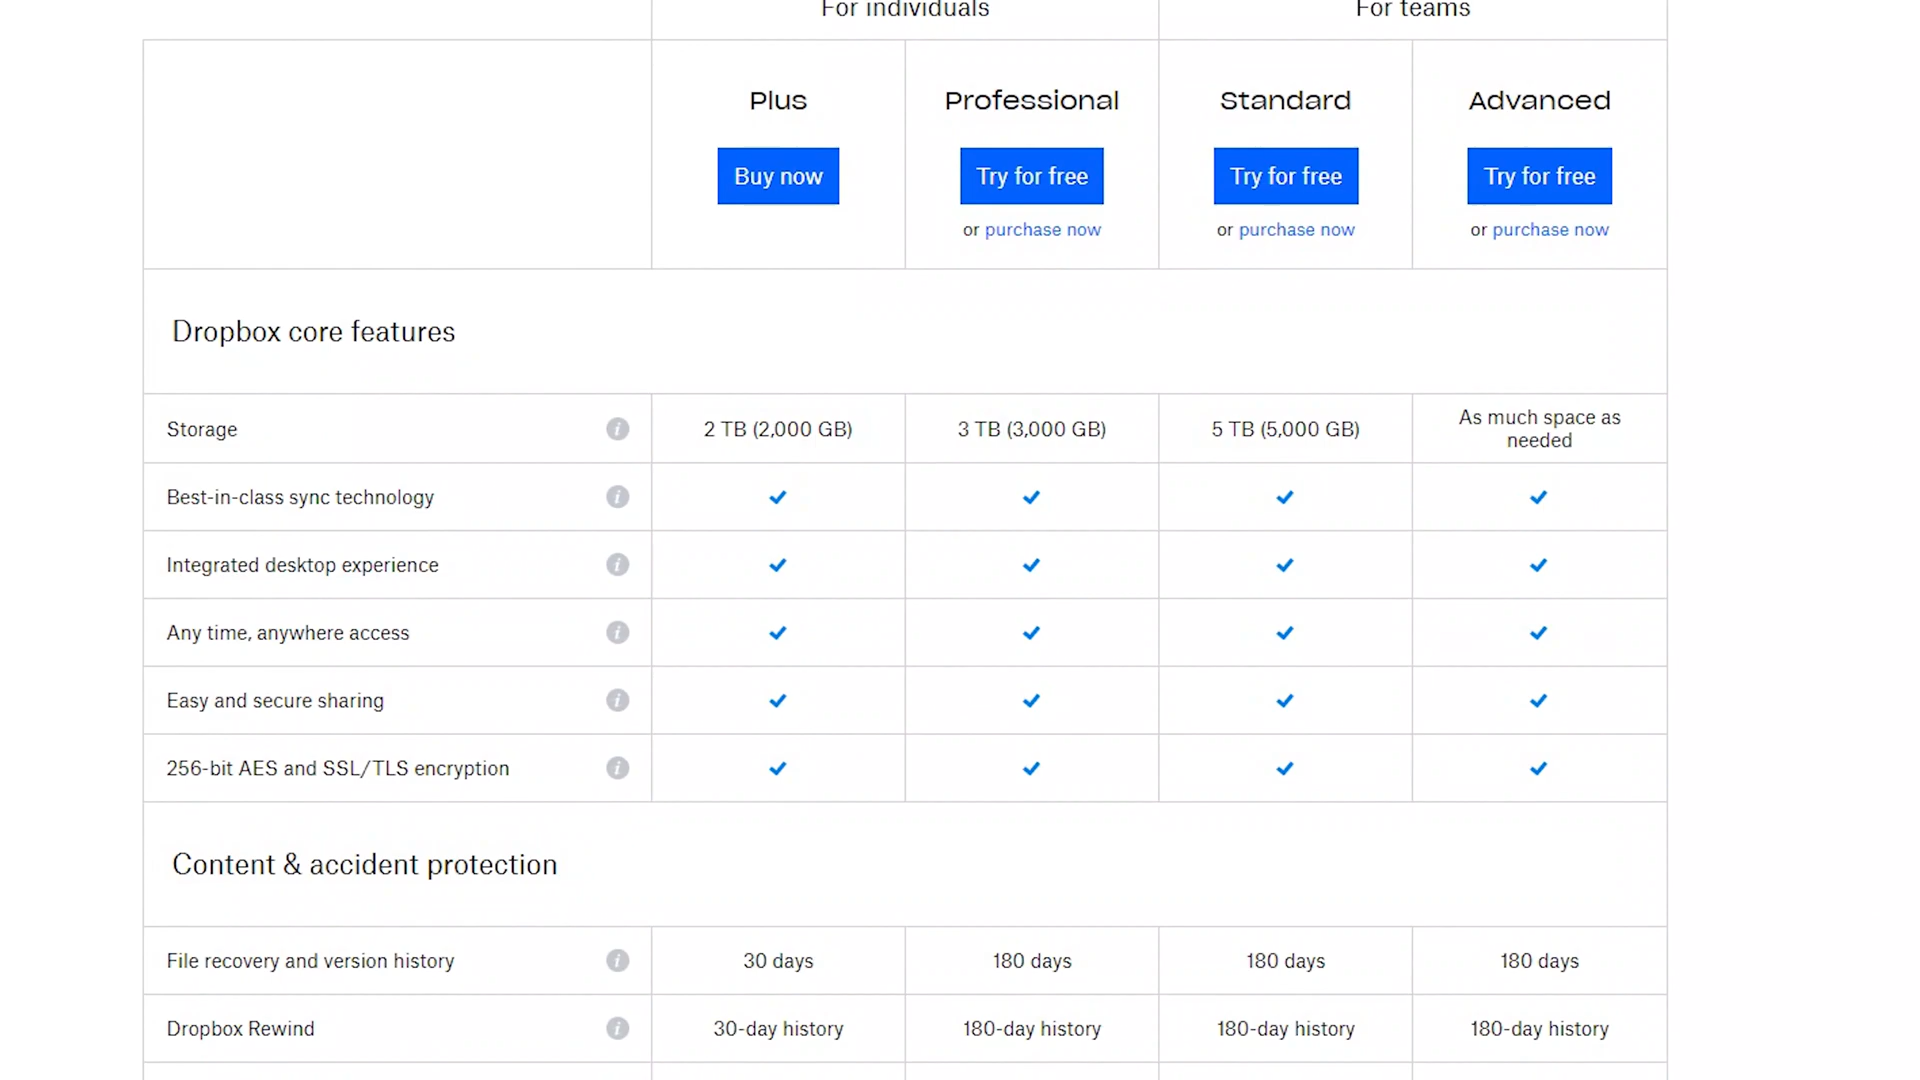 For individuals
For teams
Plus
Professional
Standard
Advanced
Buy now
Try for free
Try for free
Try for free
or purchase now
or purchase now
or purchase now
Dropbox core features
Storage
2 TB (2,000 GB)
3 TB (3,000 GB)
5 TB (5,000 GB)
As much space as
needed
Best-in-class sync technology
Integrated desktop experience
Any time, anywhere access
Easy and secure sharing
256-bit AES and SSL/TLS encryption
Content & accident protection
File recovery and version history
30 days
180 days
180 days
180 days
Dropbox Rewind
30-day history
180-day history
180-day history
180-day history